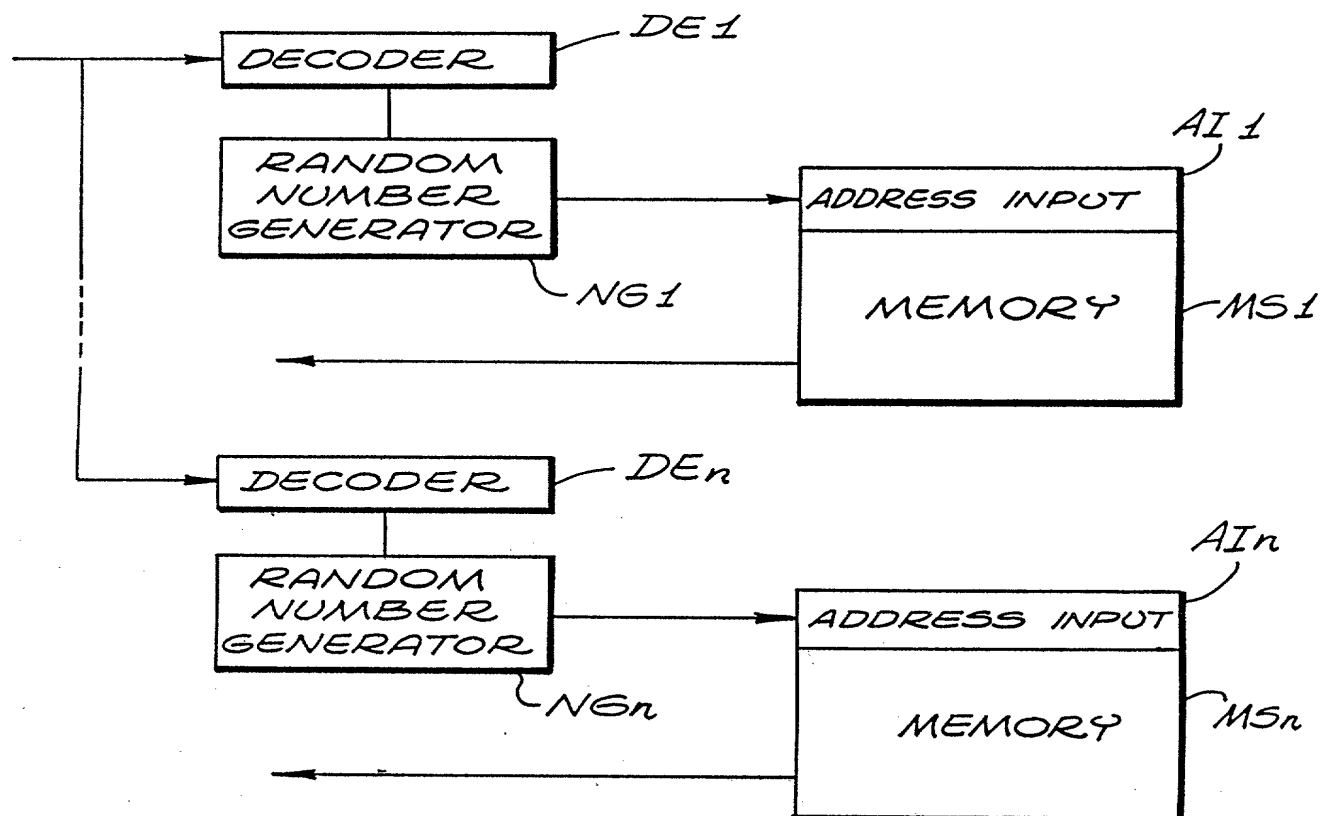 DE1
DECODER
RANDOM
NUMBER
GENERATOR
NG1
AI1
ADDRESS INPUT
MEMORY
MS1
DECODER
DEn
RANDOM
NUMBER
GENERATOR
NGn
AIn
ADDRESS INPUT
MEMORY
MSn